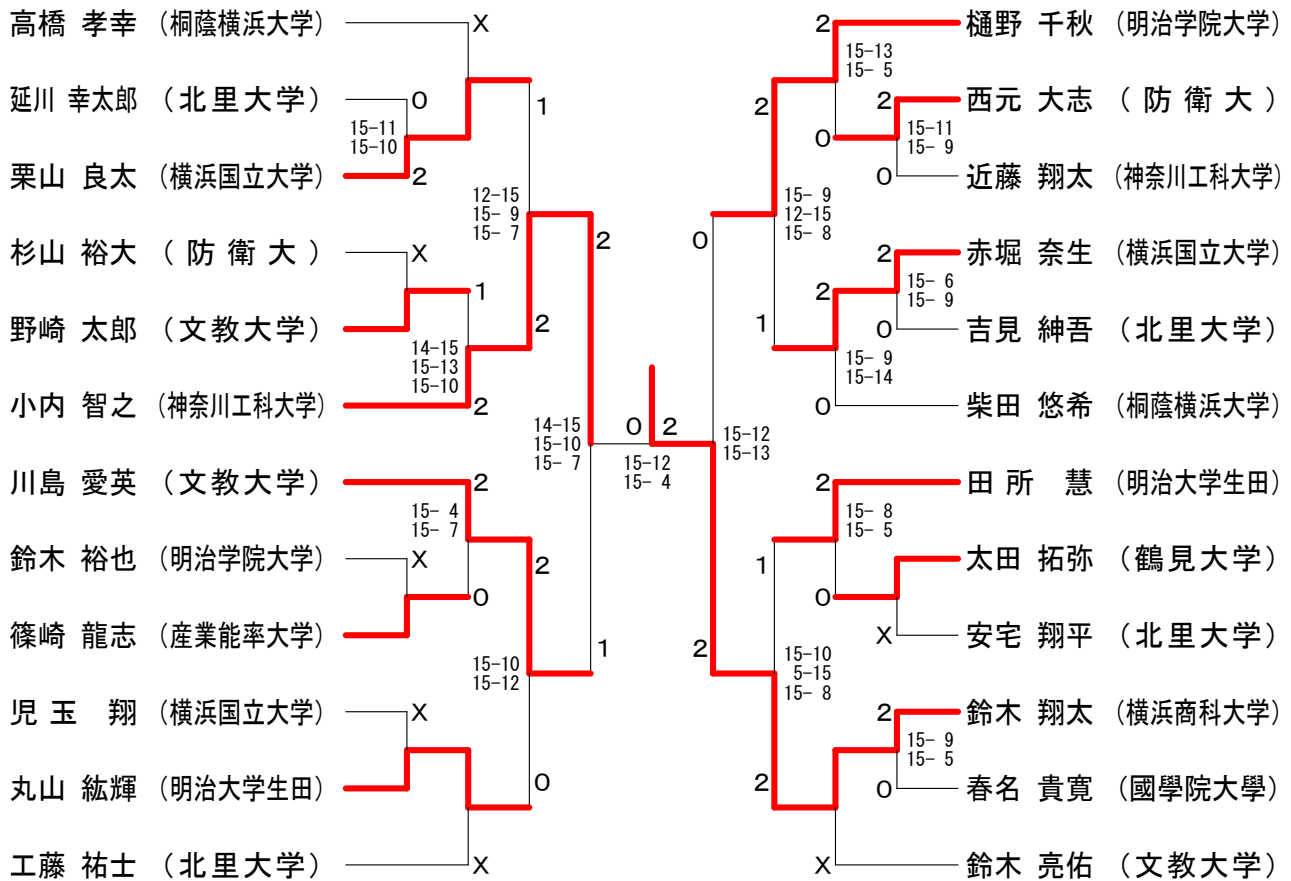 高橋 孝幸 (桐蔭横浜大学) X
延川 幸太郎 (北里大学) 0
15-11
15-10
栗山 良太 (横浜国立大学) 2
1
12-15
15- 9
15- 7
杉山 裕大 (防衛大) X
野崎 太郎 (文教大学)
1
14-15
15-13
15-10
小内 智之 (神奈川工科大学) 2
2
2
14-15
15-10
15- 7
川島 愛英 (文教大学) 2
15- 4
15- 7
鈴木 裕也 (明治学院大学) X
篠崎 龍志 (産業能率大学)
0
2
15-10
15-12
1
児玉 翔 (横浜国立大学) X
丸山 紘輝 (明治大学生田)
0
工藤 祐士 (北里大学) X
0 2
15-12
15- 4
2 樋野 千秋 (明治学院大学)
15-13
15- 5
2 西元 大志 (防衛大)
15-11
15- 9
0
0 近藤 翔太 (神奈川工科大学)
2
15- 9
12-15
15- 8
0
2 赤堀 奈生 (横浜国立大学)
15- 6
15- 9
2
0 吉見 紳吾 (北里大学)
1
15- 9
15-14
0 柴田 悠希 (桐蔭横浜大学)
15-12
15-13
2 田所 慧 (明治大学生田)
15- 8
15- 5
太田 拓弥 (鶴見大学)
1
0
X 安宅 翔平 (北里大学)
2
15-10
5-15
15- 8
2 鈴木 翔太 (横浜商科大学)
15- 9
15- 5
0 春名 貴寛 (國學院大學)
2
X 鈴木 亮佑 (文教大学)